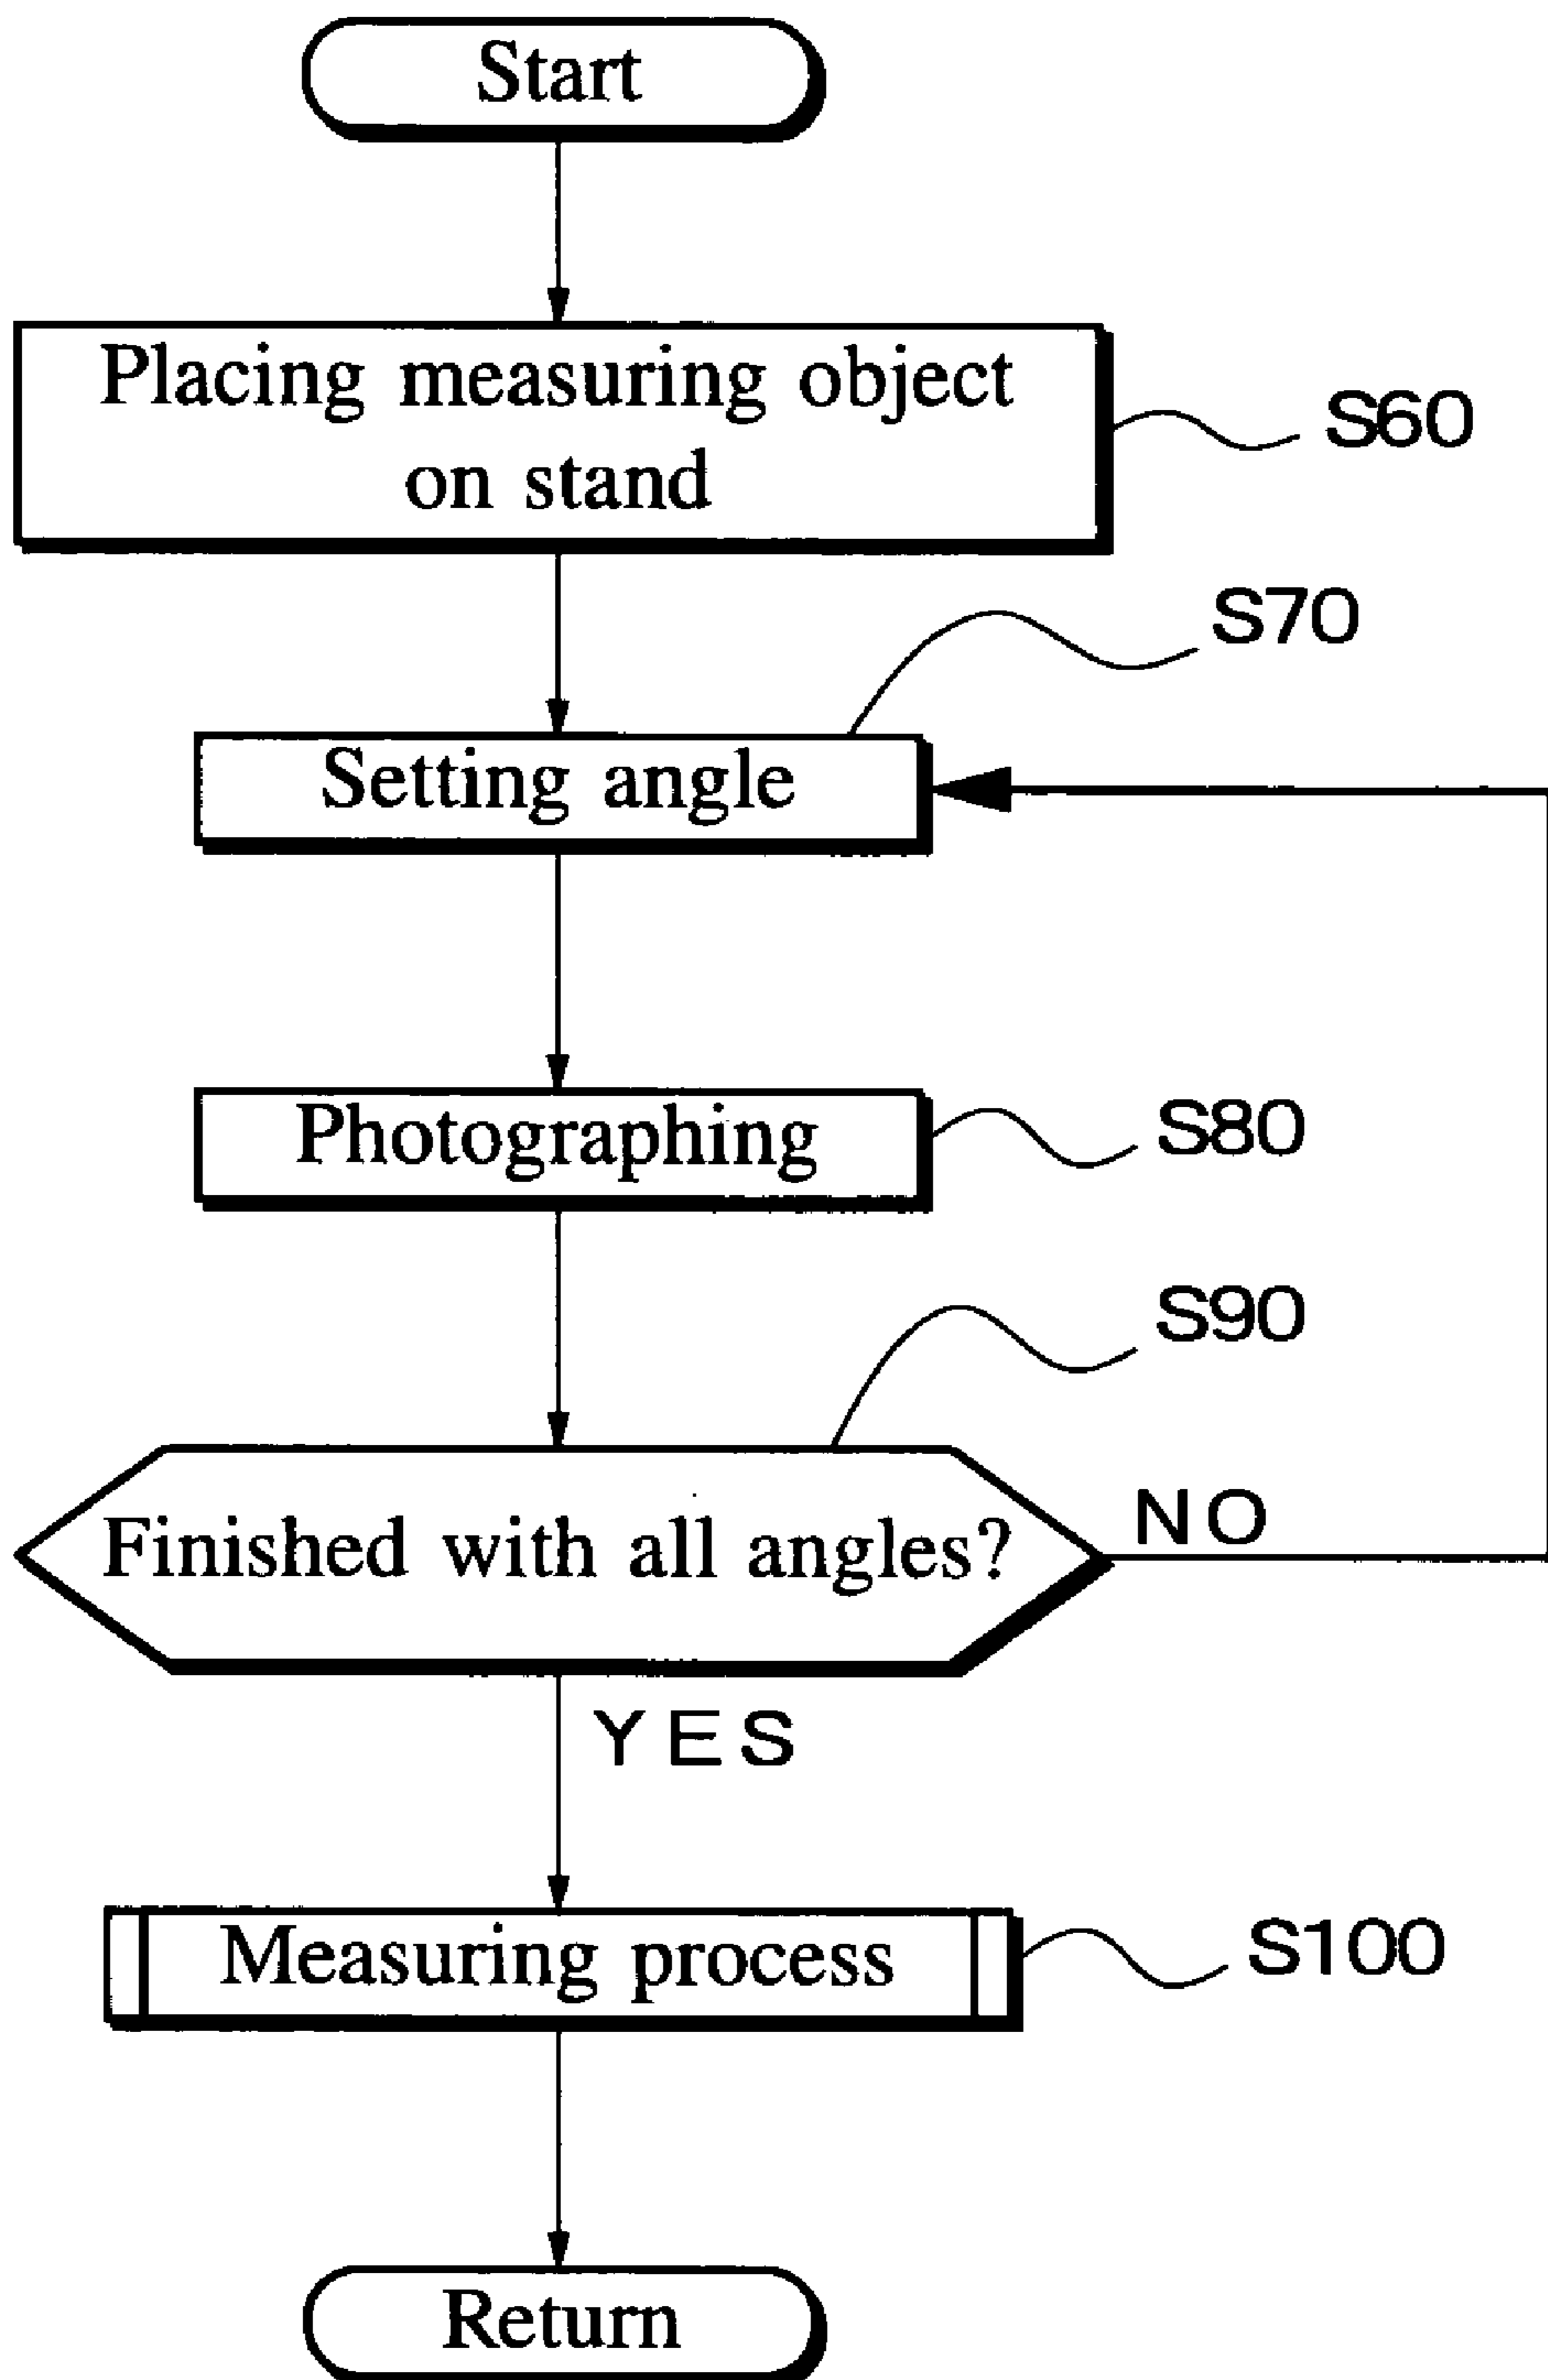 Start
Placing measuring object
on stand
S60
S70
Setting angle
Photographing
S80
S90
Finished with all angles?
NO
YES
Measuring process
S100
Return